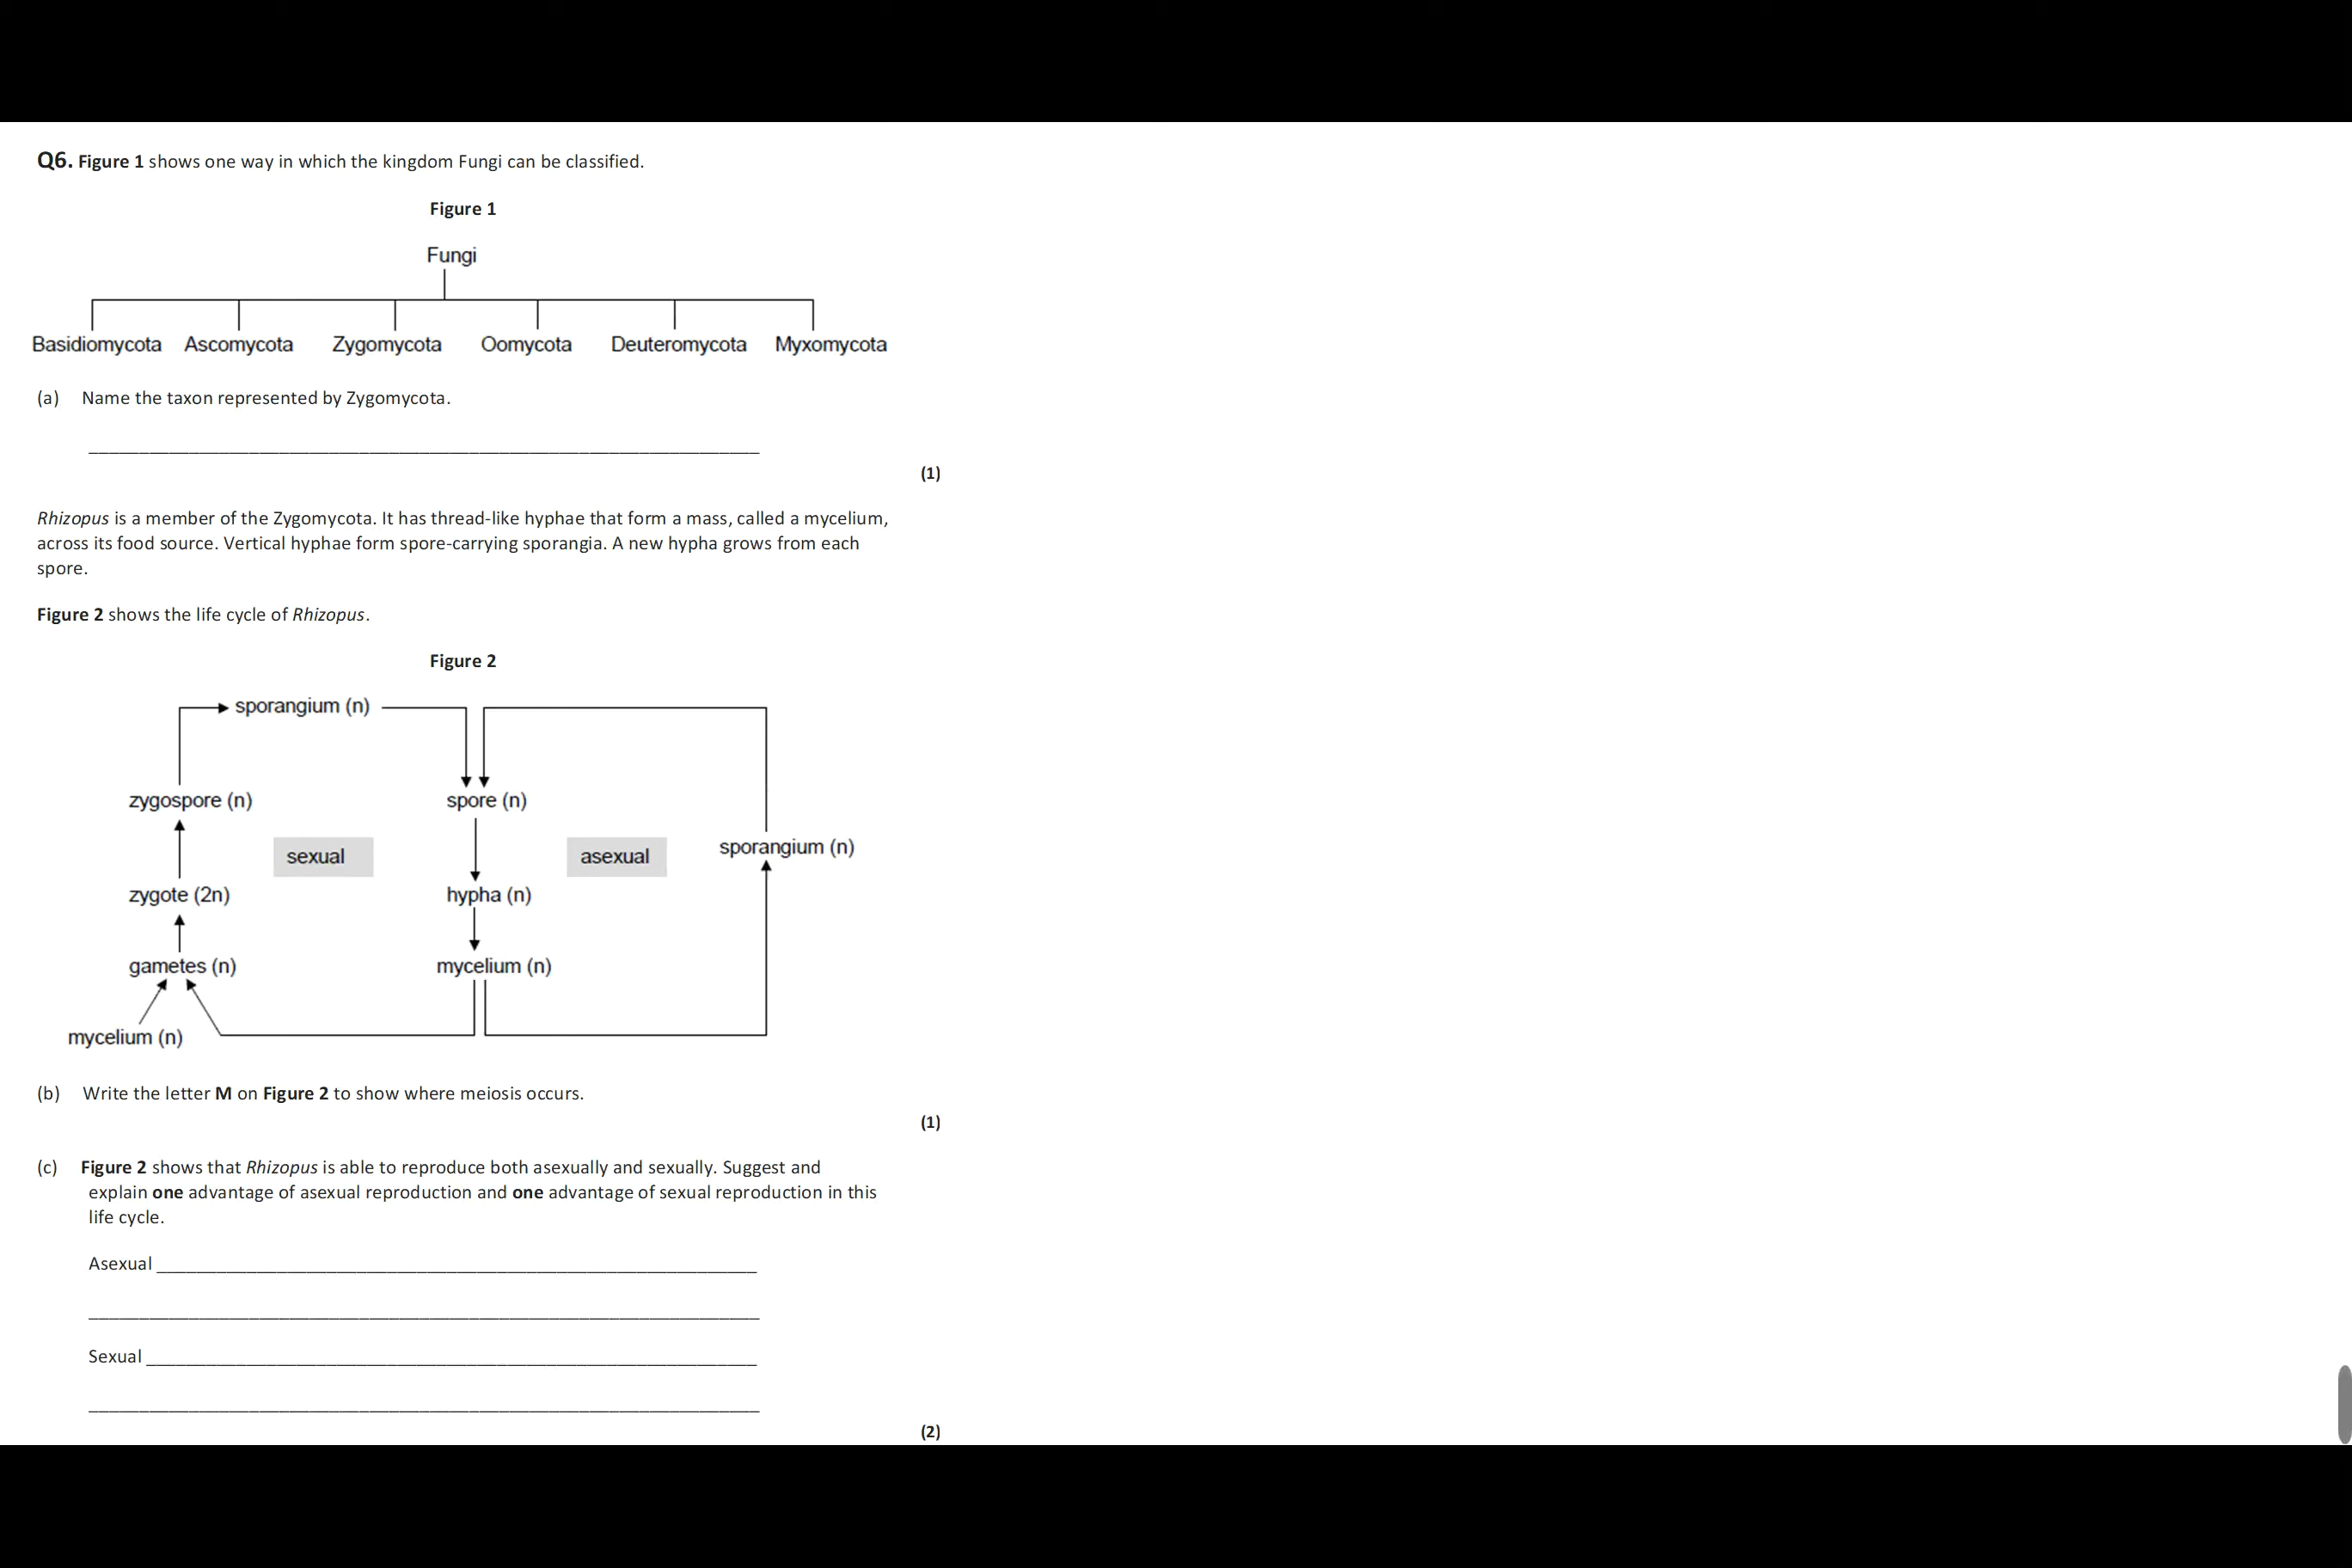 Q6. Figure 1 shows one way in which the kingdom Fungi can be classified.
Figure 1
Fungi
Basidiomycota Ascomycota Zygomycota Oomycota Deuteromycota Myxomycota
(a) Name the taxon represented by Zygomycota.
(1)
Rhizopus is a member of the Zygomycota. It has thread-like hyphae that form a mass, called a mycelium,
across its food source. Vertical hyphae form spore-carrying sporangia. A new hypha grows from each
spore.
Figure 2 shows the life cycle of Rhizopus.
Figure 2
sporangium (n)
zygospore (n) spore (n)
sporangium (n)
sexual asexual
zygote (2n) hypha (n)
gametes (n) mycelium (n)
mycelium (n)
(b) Write the letter M on Figure 2 to show where meiosis occurs.
(1)
(c) Figure 2 shows that Rhizopus is able to reproduce both asexually and sexually. Suggest and
explain one advantage of asexual reproduction and one advantage of sexual reproduction in this
life cycle.
Asexual
Sexual
(2)